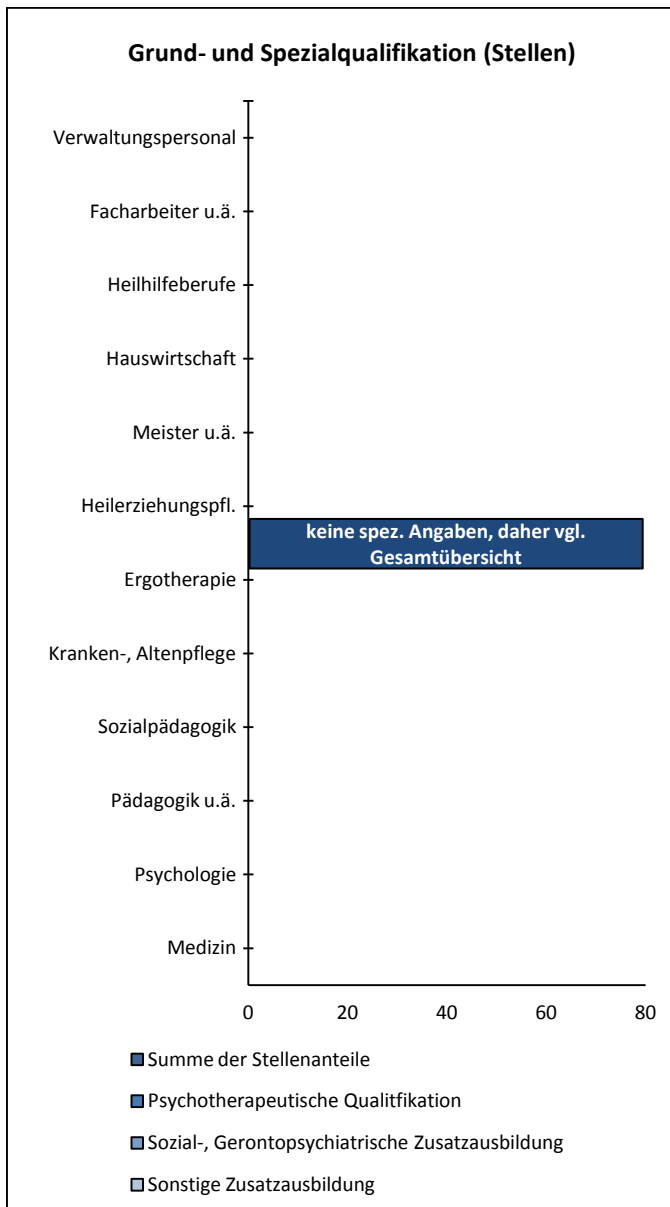 Grund- und Spezialqualifikation (Stellen)
Verwaltungspersonal
Facharbeiter u.ä.
Heilhilfeberufe
Hauswirtschaft
Meister u.ä.
Heilerziehungspfl.
keine spez. Angaben, daher vgl.
Gesamtübersicht
Ergotherapie
Kranken-, Altenpflege
Sozialpädagogik
Pädagogik u.ä.
Psychologie
Medizin
0 20 40 60 80
Summe der Stellenanteile
Psychotherapeutische Qualitfikation
Sozial-, Gerontopsychiatrische Zusatzausbildung
Sonstige Zusatzausbildung